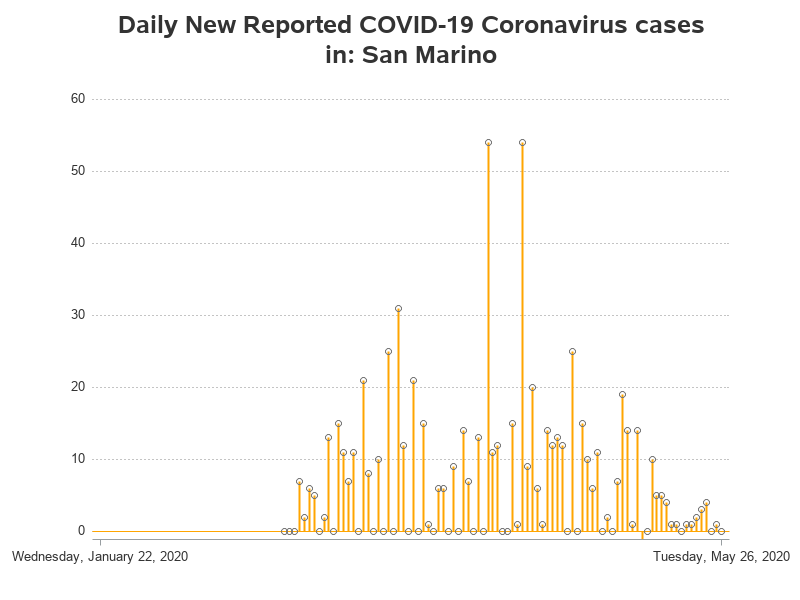 Daily New Reported COVID-19 Coronavirus cases
in: San Marino
60
50
40
30
20
10
0
Wednesday, January 22, 2020 Tuesday, May 26, 2020